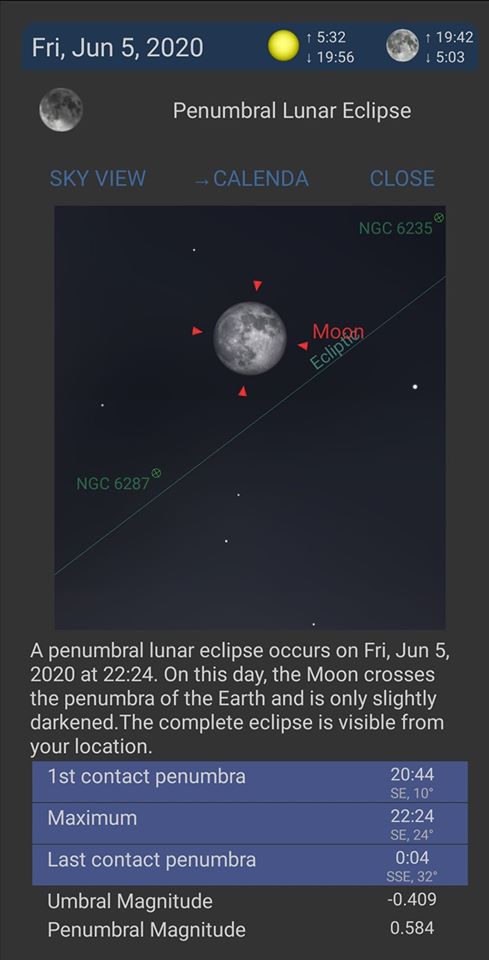 Fri, Jun 5, 2020
↑ 5:32
↓ 19:56
↑ 19:42
↓ 5:03
Penumbral Lunar Eclipse
SKY VIEW
→CALENDA
CLOSE
NGC 6235
Moon
Ecliptic
NGC 6287
A penumbral lunar eclipse occurs on Fri, Jun 5,
2020 at 22:24. On this day, the Moon crosses
the penumbra of the Earth and is only slightly
darkened.The complete eclipse is visible from
your location.
1st contact penumbra 20:44
SE, 10°
Maximum 22:24
SE, 24°
Last contact penumbra 0:04
SSE, 32°
Umbral Magnitude -0.409
Penumbral Magnitude 0.584